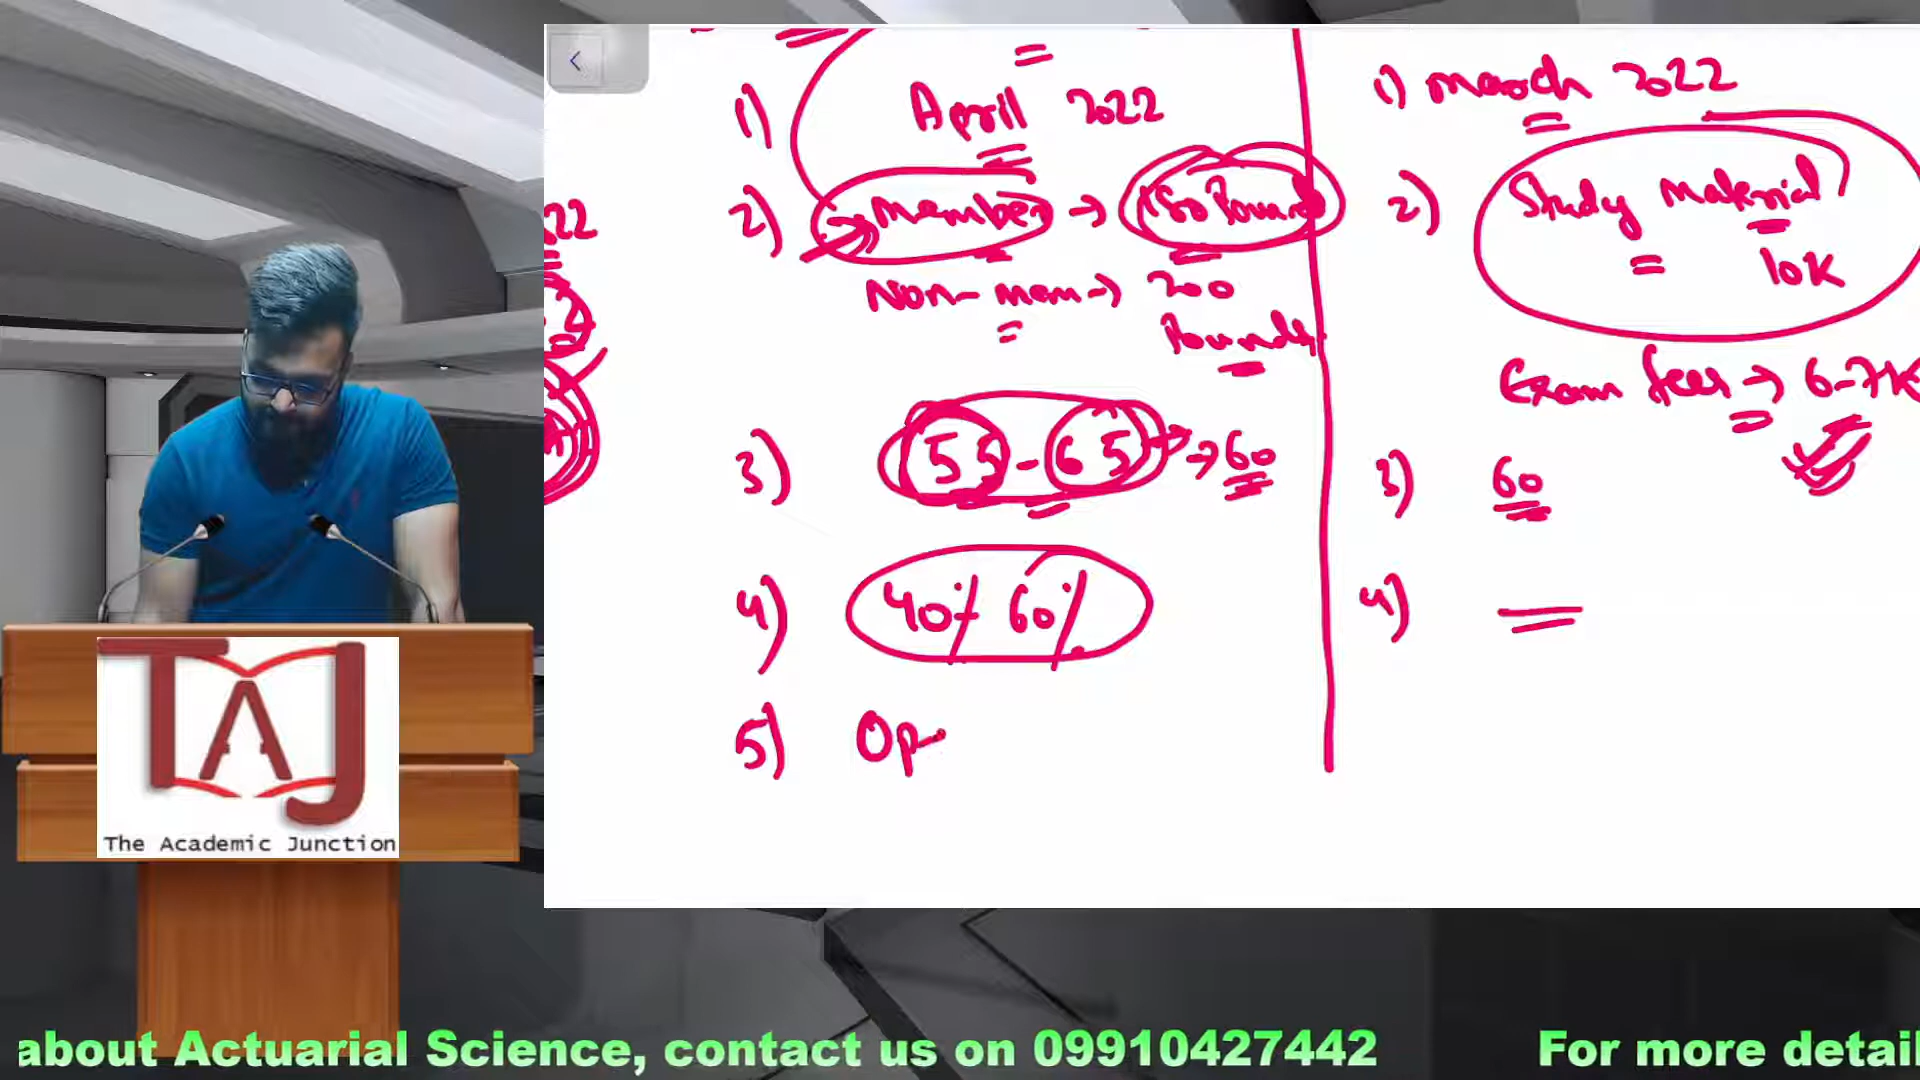 1) April 2022
2) member → 150 Pounds
Non-mem → 200
Pounds
3) 55 - 65 → 60
4) 40% 60%
5) Op
1) march 2022
2) Study Material
10K
Exam fees → 6-7K
3) 60
4)
22
TAJ
The Academic Junction
about Actuarial Science, contact us on 09910427442
For more detail